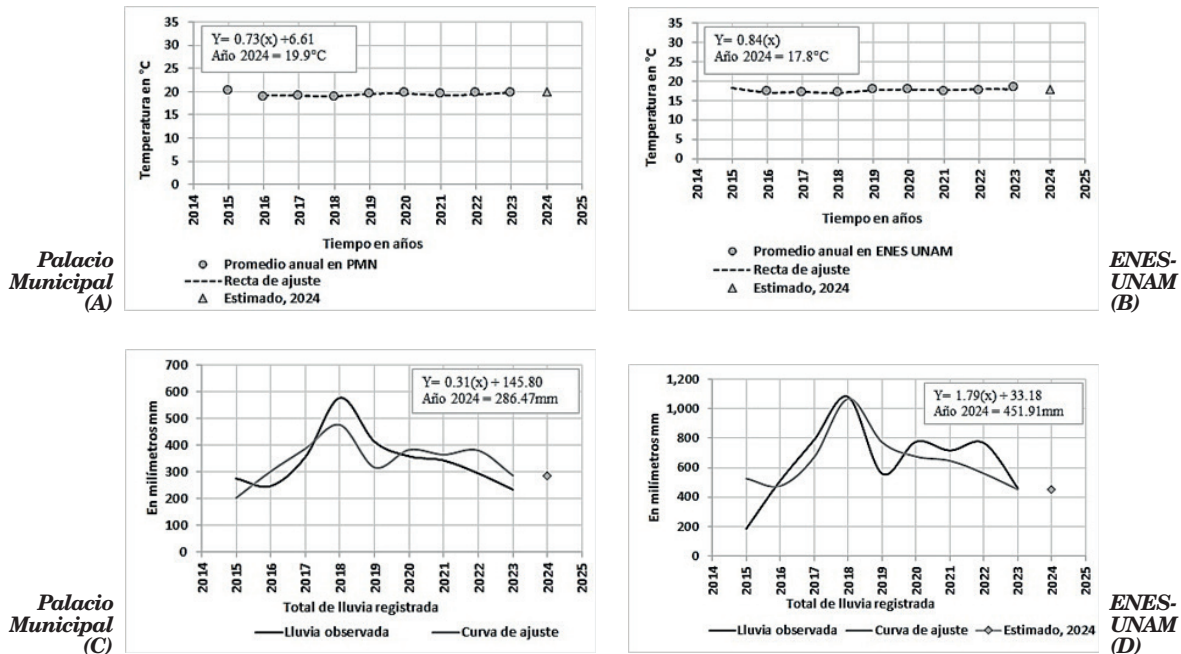 35
30
25
20
15
10
5
0
Temperatura en °C
Y= 0.73(x) +6.61
Año 2024 = 19.9°C
2014
2015
2016
2017
2018
2019
2020
2021
2022
2023
2024
2025
Tiempo en años
Promedio anual en PMN
Recta de ajuste
Estimado, 2024
Palacio
Municipal
(A)
35
30
25
20
15
10
5
0
Temperatura en °C
Y= 0.84(x)
Año 2024 = 17.8°C
2014
2015
2016
2017
2018
2019
2020
2021
2022
2023
2024
2025
Tiempo en años
Promedio anual en ENES UNAM
Recta de ajuste
Estimado, 2024
ENES-
UNAM
(B)
700
600
500
400
300
200
100
0
En milímetros mm
Y= 0.31(x) + 145.80
Año 2024 = 286.47mm
2014
2015
2016
2017
2018
2019
2020
2021
2022
2023
2024
2025
Total de lluvia registrada
Lluvia observada
Curva de ajuste
Palacio
Municipal
(C)
1,200
1,000
800
600
400
200
0
En milímetros mm
Y= 1.79(x) + 33.18
Año 2024 = 451.91mm
2014
2015
2016
2017
2018
2019
2020
2021
2022
2023
2024
2025
Total de lluvia registrada
Lluvia observada
Curva de ajuste
Estimado, 2024
ENES-
UNAM
(D)